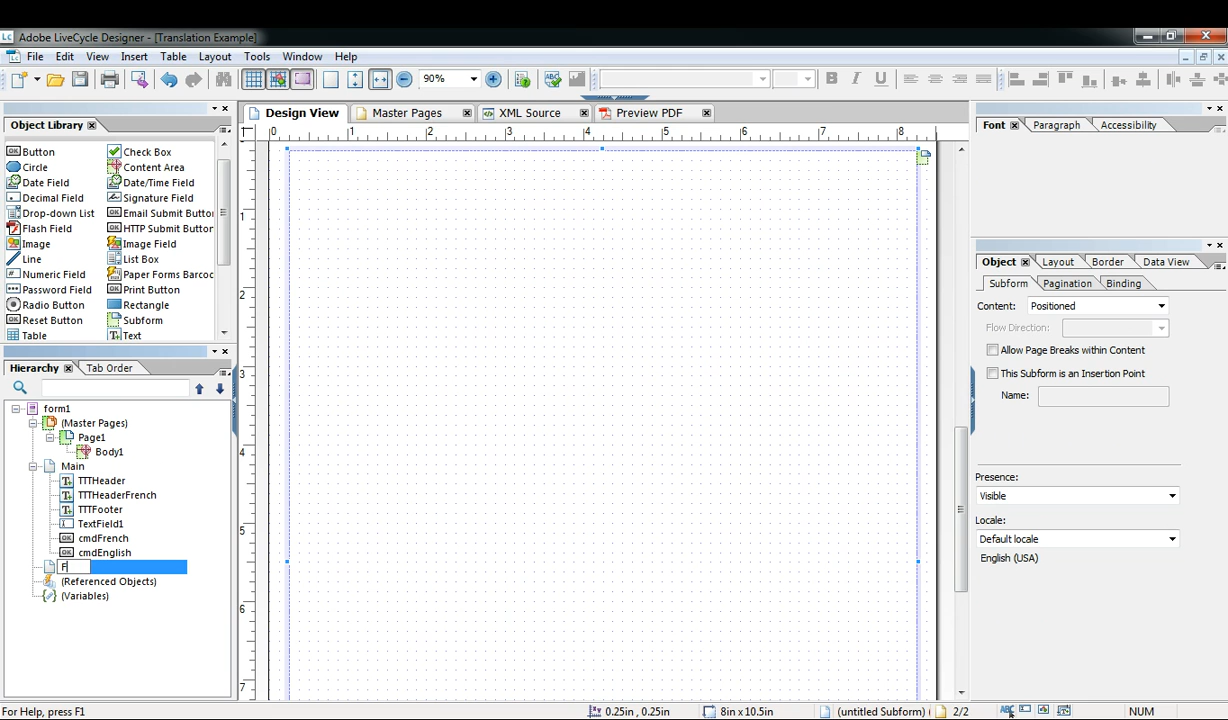 Lc Adobe LiveCycle Designer - [Translation Example]
File Edit View Insert Table Layout Tools Window Help
90% B I U
Object Library
Design View Master Pages XML Source Preview PDF
Font Paragraph Accessibility
0 1 2 3 4 5 6 7 8
Button Check Box
Circle Content Area
Date Field Date/Time Field
Decimal Field Signature Field
Drop-down List Email Submit Button
Flash Field HTTP Submit Button
Image Image Field
Line List Box
Numeric Field Paper Forms Barcoc
Password Field Print Button
Radio Button Rectangle
Reset Button Subform
Table Text
1
2
3
4
5
6
7
Hierarchy Tab Order
form1
(Master Pages)
Page1
Body1
Main
TTTHeader
TTTHeaderFrench
TTTFooter
TextField1
cmdFrench
cmdEnglish
F
(Referenced Objects)
(Variables)
Object Layout Border Data View
Subform Pagination Binding
Content: Positioned
Flow Direction:
Allow Page Breaks within Content
This Subform is an Insertion Point
Name:
Presence:
Visible
Locale:
Default locale
English (USA)
For Help, press F1 0.25in , 0.25in 8in x 10.5in (untitled Subform) ( 2/2 ABC NUM